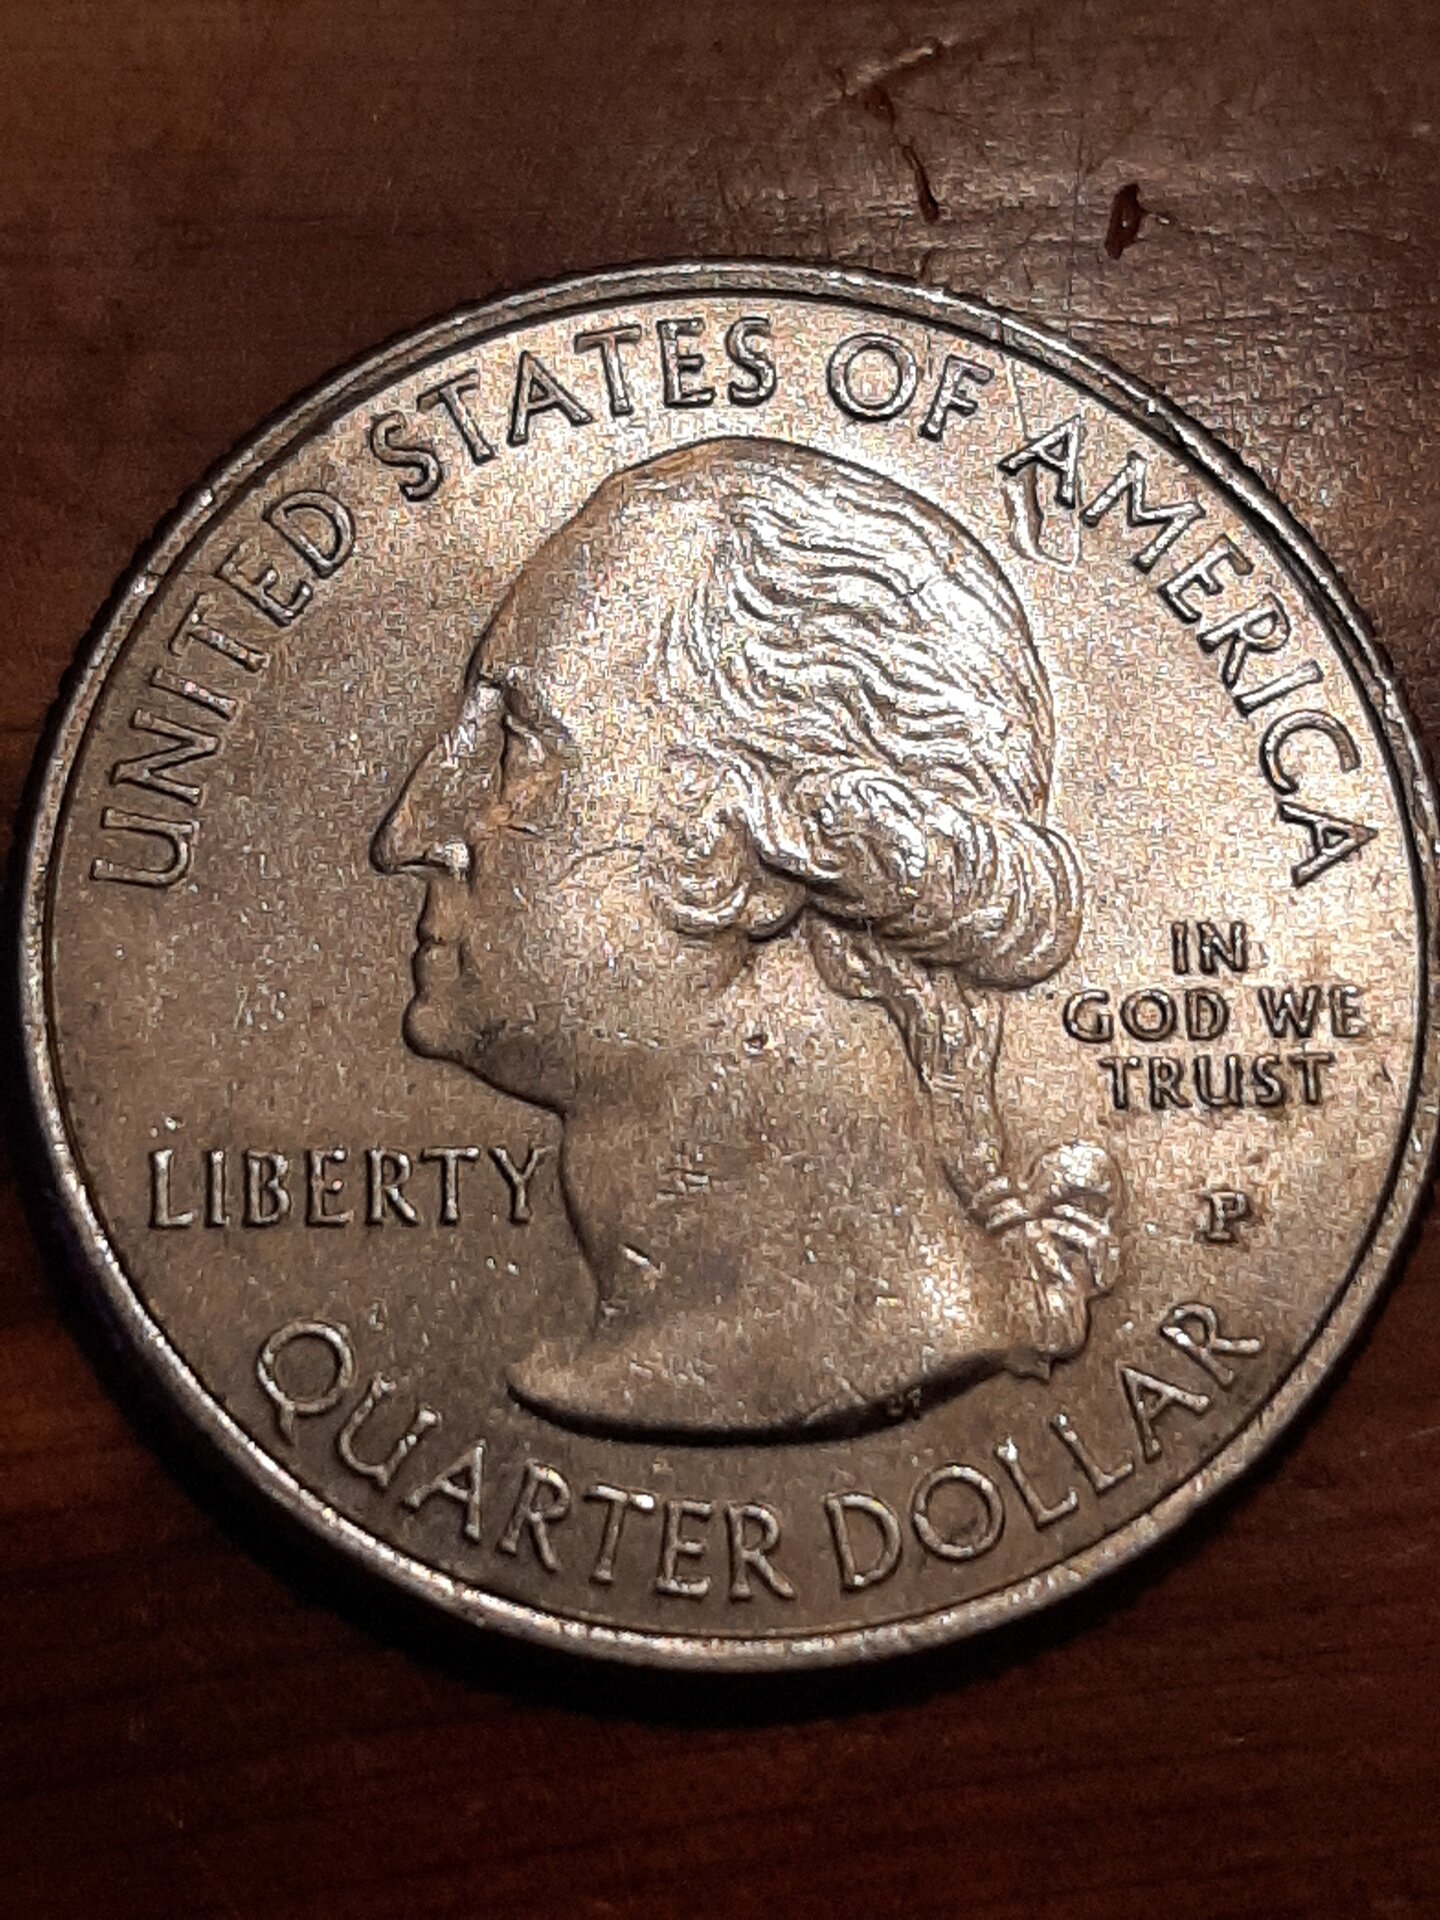 UNITED STATES OF AMERICA
IN
GOD WE
TRUST
LIBERTY
P
QUARTER DOLLAR